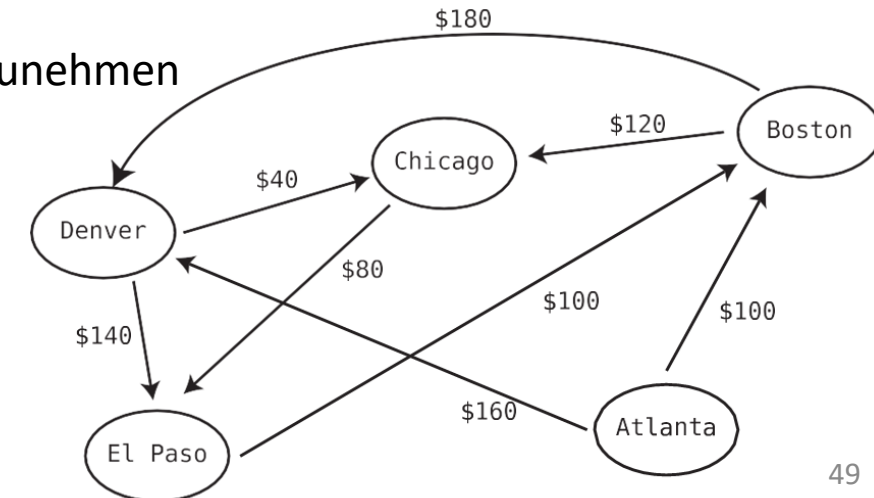 $180
unehmen
$120
Boston
Chicago
$40
Denver
$80
$100
$100
$140
$160
Atlanta
El Paso
49